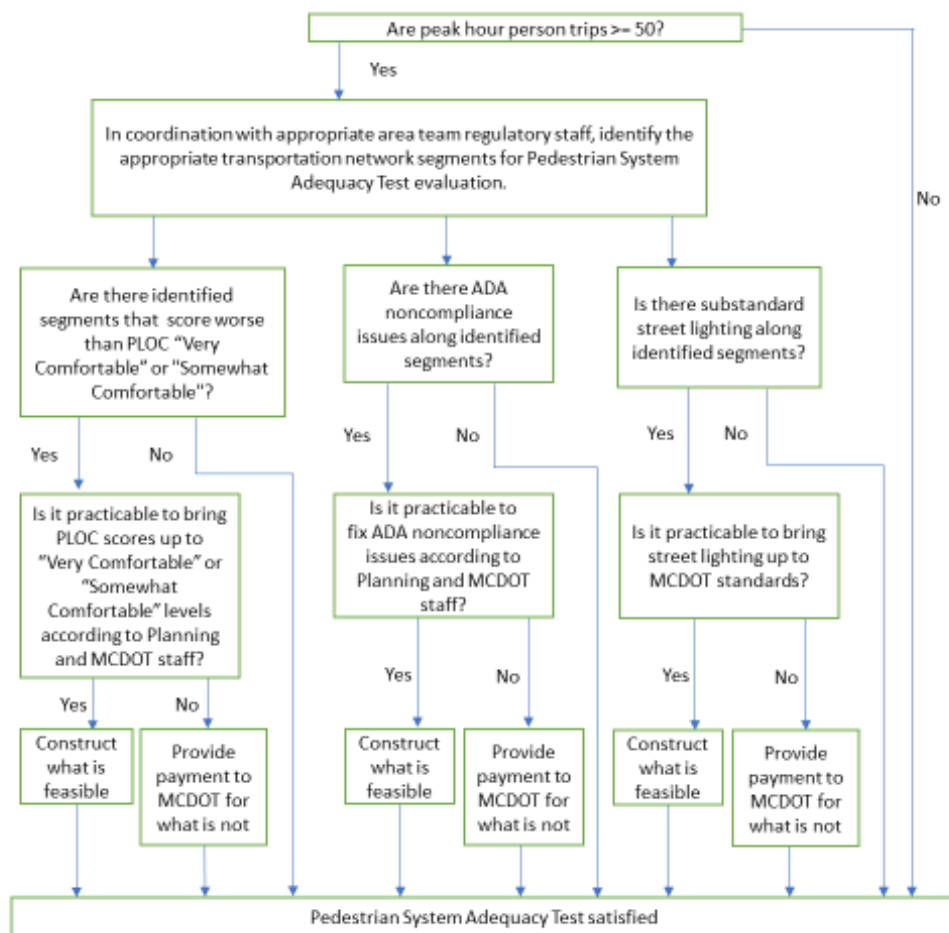 Are peak hour person trips >= 50?
Yes
In coordination with appropriate area team regulatory staff, identify the
appropriate transportation network segments for Pedestrian System
Adequacy Test evaluation.
No
Are there identified
segments that score worse
than PLOC “Very
Comfortable” or "Somewhat
Comfortable"?
Are there ADA
noncompliance
issues along identified
segments?
Is there substandard
street lighting along
identified segments?
Yes
No
Yes
No
Yes
No
Is it practicable to bring
PLOC scores up to
“Very Comfortable” or
“Somewhat
Comfortable” levels
according to Planning
and MCDOT staff?
Is it practicable to
fix ADA noncompliance
issues according to
Planning and MCDOT
staff?
Is it practicable to bring
street lighting up to
MCDOT standards?
Yes
No
Yes
No
Yes
No
Construct
what is
feasible
Provide
payment to
MCDOT for
what is not
Construct
what is
feasible
Provide
payment to
MCDOT for
what is not
Construct
what is
feasible
Provide
payment to
MCDOT for
what is not
Pedestrian System Adequacy Test satisfied